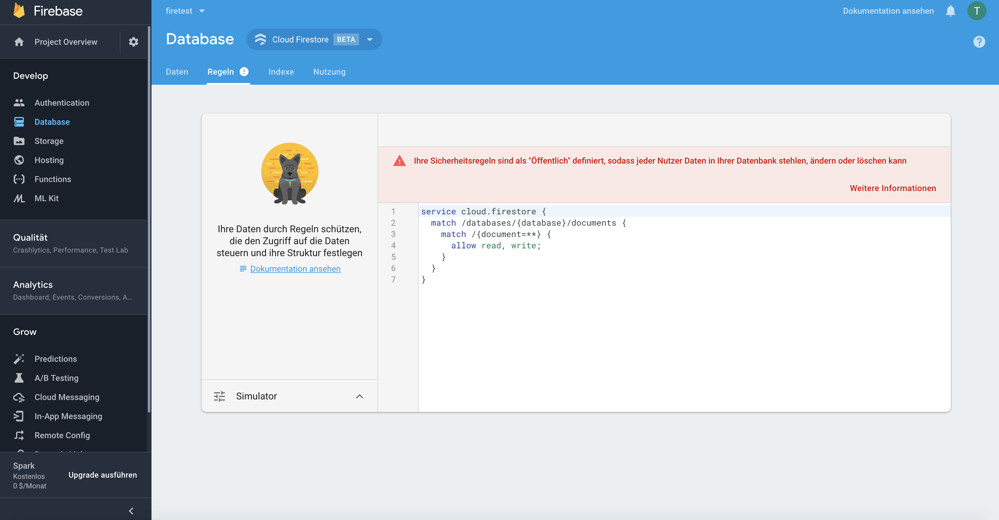 Firebase
Project Overview
Develop
Authentication
Database
Storage
Hosting
Functions
ML Kit
Qualität
Crashlytics, Performance, Test Lab
Analytics
Dashboard, Events, Conversions, A...
Grow
Predictions
A/B Testing
Cloud Messaging
In-App Messaging
Remote Config
Spark
Kostenlos
0 $/Monat
Upgrade ausführen
firetest
Dokumentation ansehen
T
Database
Cloud Firestore BETA
Daten
Regeln
Indexe
Nutzung
Ihre Daten durch Regeln schützen,
die den Zugriff auf die Daten
steuern und ihre Struktur festlegen
Dokumentation ansehen
Simulator
Ihre Sicherheitsregeln sind als "Öffentlich" definiert, sodass jeder Nutzer Daten in Ihrer Datenbank stehlen, ändern oder löschen kann
Weitere Informationen
1 service cloud.firestore {
2 match /databases/{database}/documents {
3 match /{document=**} {
4 allow read, write;
5 }
6 }
7 }